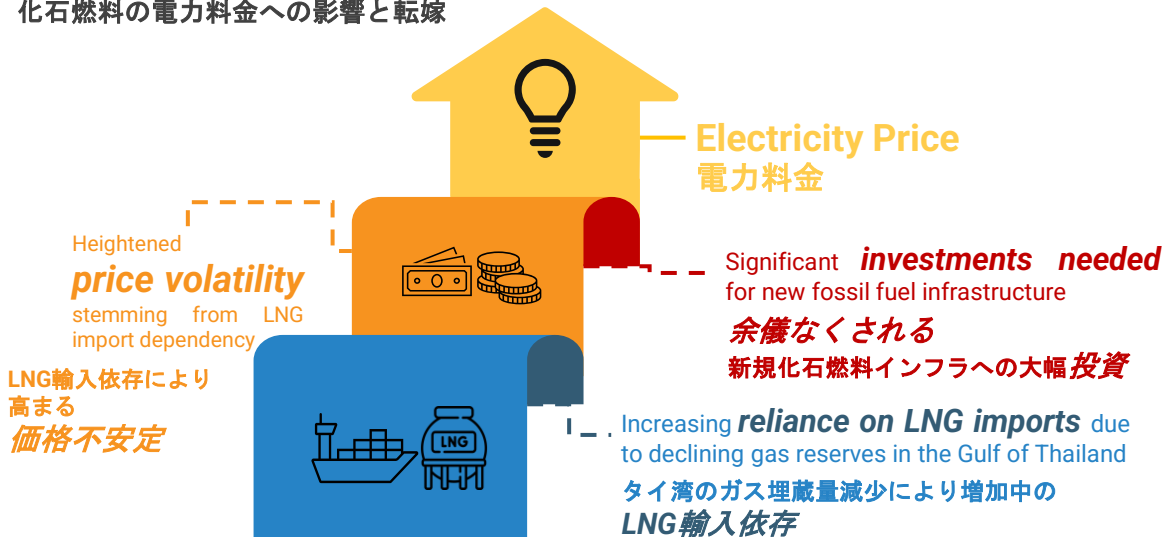 化石燃料の電力料金への影響と転嫁
Electricity Price
電力料金
Heightened
price volatility
stemming from LNG
import dependency
LNG輸入依存により
高まる
価格不安定
Significant investments needed
for new fossil fuel infrastructure
余儀なくされる
新規化石燃料インフラへの大幅投資
LNG
Increasing reliance on LNG imports due
to declining gas reserves in the Gulf of Thailand
タイ湾のガス埋蔵量減少により増加中の
LNG輸入依存